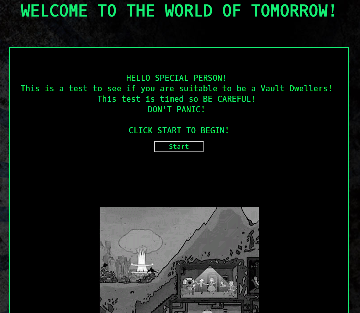 WELCOME TO THE WORLD OF TOMORROW!
HELLO SPECIAL PERSON!
This is a test to see if you are suitable to be a Vault Dwellers!
This test is timed so BE CAREFUL!
DON'T PANIC!
CLICK START TO BEGIN!
Start